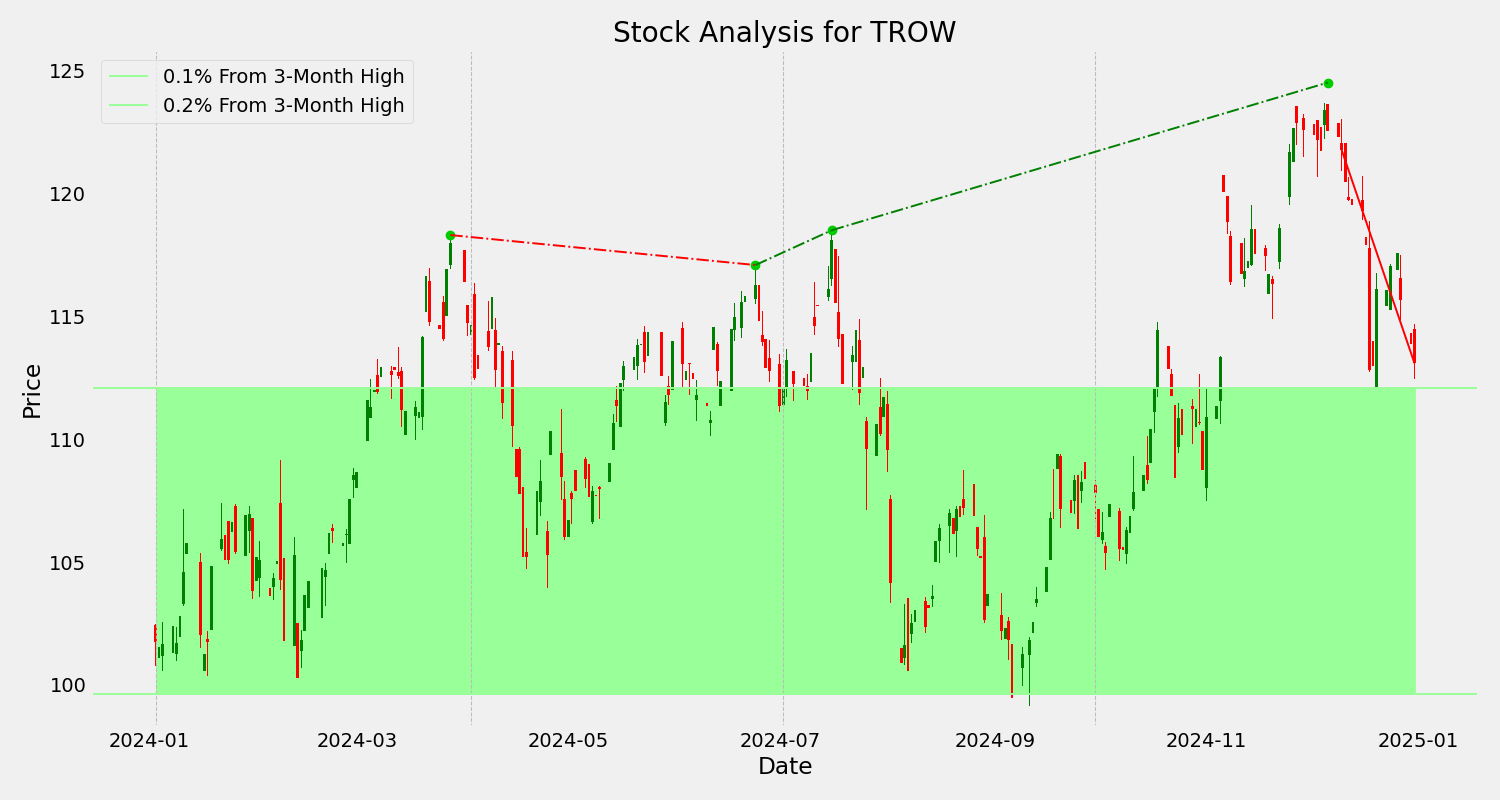 Stock Analysis for TROW
0.1% From 3-Month High
0.2% From 3-Month High
125
120
115
110
105
100
Price
2024-01
2024-03
2024-05
2024-07
2024-09
2024-11
2025-01
Date